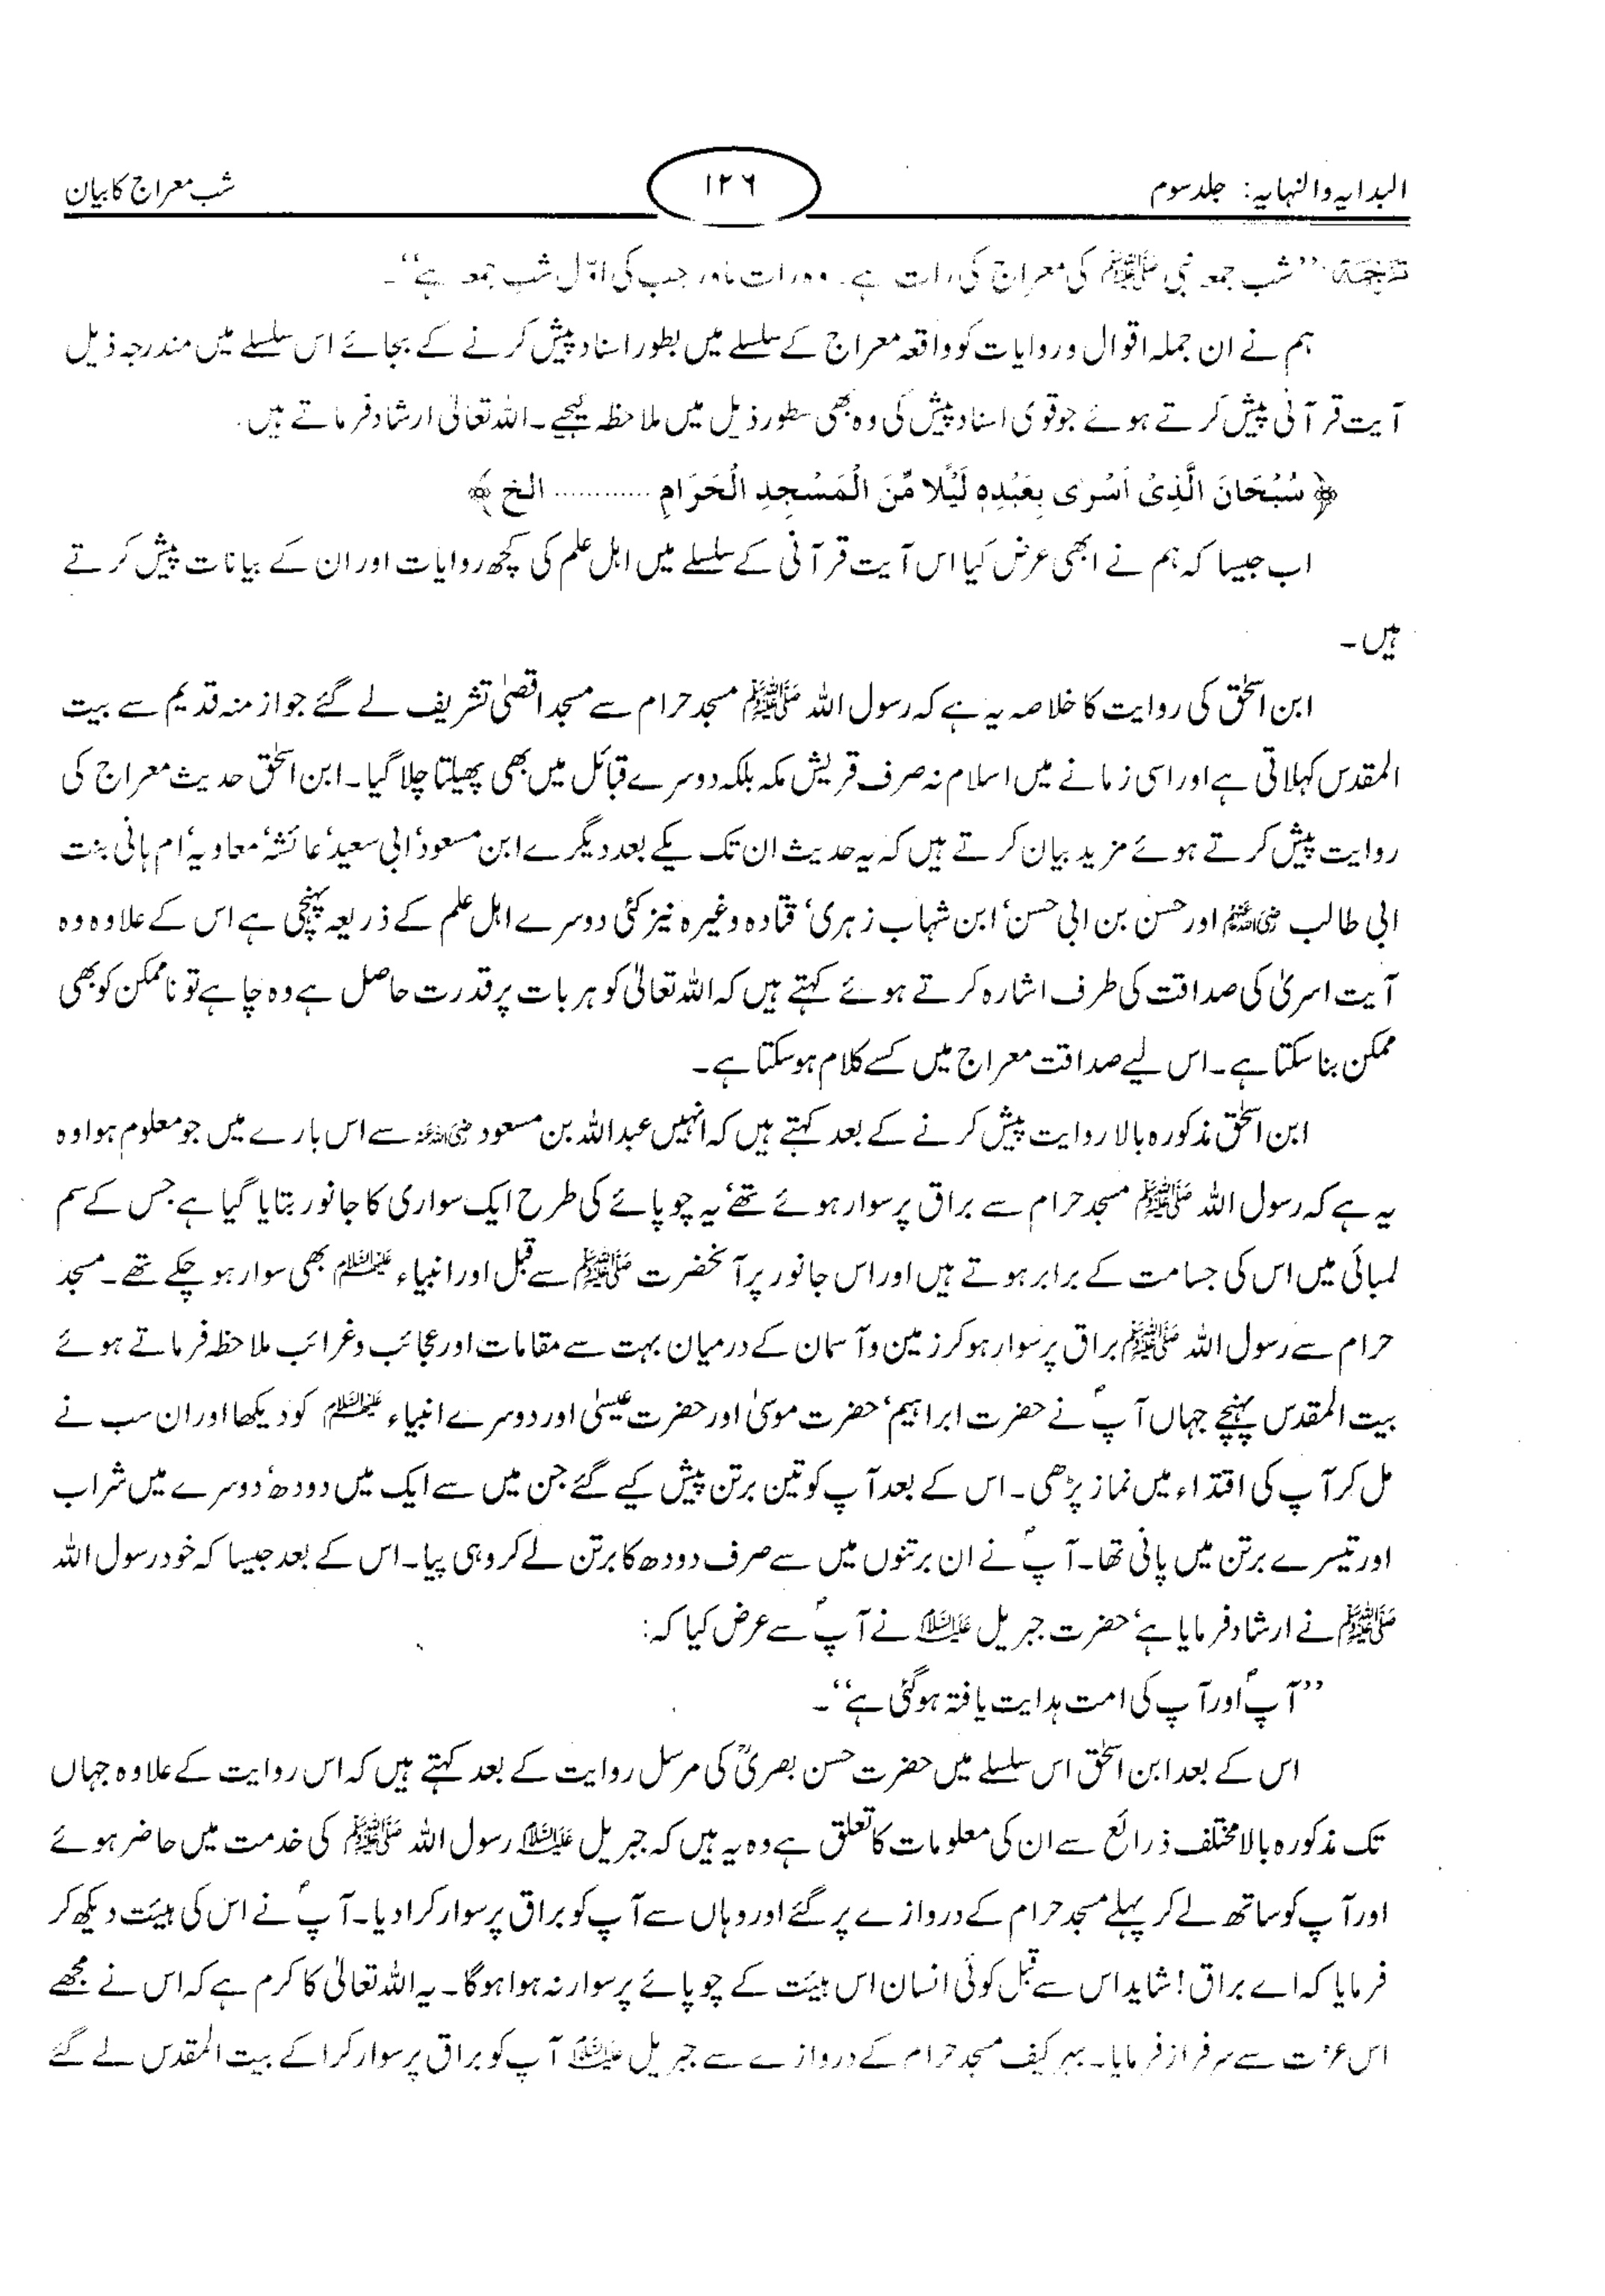 البدایہ والنہایہ: جلد سوم
۱۲۶
شب معراج کا بیان
ترجمہ: ’’شب جمعہ نبی ﷺ کی معراج کی رات ہے۔ وہ رات ماہ رجب کی اوّل شب جمعہ ہے‘‘۔
ہم نے ان جملہ اقوال و روایات کو واقعہ معراج کے سلسلے میں بطور اسناد پیش کرنے کے بجائے اس سلسلے میں مندرجہ ذیل
آیت قرآنی پیش کرتے ہوئے جو قوی اسناد پیش کی وہ بھی سطور ذیل میں ملاحظہ کیجیے۔ اللہ تعالیٰ ارشاد فرماتے ہیں۔
﴿ سُبْحَانَ الَّذِیْ اَسْرٰی بِعَبْدِہٖ لَیْلًا مِّنَ الْمَسْجِدِ الْحَرَامِ ............ الخ ﴾
اب جیسا کہ ہم نے ابھی عرض کیا اس آیت قرآنی کے سلسلے میں اہل علم کی کچھ روایات اور ان کے بیانات پیش کرتے
ہیں۔
ابن اسحٰق کی روایت کا خلاصہ یہ ہے کہ رسول اللہ ﷺ مسجد حرام سے مسجد اقصیٰ تشریف لے گئے جو ازمنہ قدیم سے بیت
المقدس کہلاتی ہے اور اسی زمانے میں اسلام نہ صرف قریش مکہ بلکہ دوسرے قبائل میں بھی پھیلتا چلا گیا۔ ابن اسحٰق حدیث معراج کی
روایت پیش کرتے ہوئے مزید بیان کرتے ہیں کہ یہ حدیث ان تک یکے بعد دیگرے ابن مسعود‘ ابی سعید‘ عائشہ‘ معاویہ‘ ام ہانی بنت
ابی طالب رضی اللہ عنہم اور حسن بن ابی حسن‘ ابن شہاب زہری‘ قتادہ وغیرہ نیز کئی دوسرے اہل علم کے ذریعہ پہنچی ہے اس کے علاوہ وہ
آیت اسریٰ کی صداقت کی طرف اشارہ کرتے ہوئے کہتے ہیں کہ اللہ تعالیٰ کو ہر بات پر قدرت حاصل ہے وہ چاہے تو ناممکن کو بھی
ممکن بنا سکتا ہے۔ اس لیے صداقت معراج میں کسے کلام ہو سکتا ہے۔
ابن اسحٰق مذکورہ بالا روایت پیش کرنے کے بعد کہتے ہیں کہ انہیں عبداللہ بن مسعود رضی اللہ عنہ سے اس بارے میں جو معلوم ہوا وہ
یہ ہے کہ رسول اللہ ﷺ مسجد حرام سے براق پر سوار ہوئے تھے‘ یہ چوپائے کی طرح ایک سواری کا جانور بتایا گیا ہے جس کے سم
لمبائی میں اس کی جسامت کے برابر ہوتے ہیں اور اس جانور پر آنحضرت ﷺ سے قبل اور انبیاء علیہم السلام بھی سوار ہو چکے تھے۔ مسجد
حرام سے رسول اللہ ﷺ براق پر سوار ہو کر زمین و آسمان کے درمیان بہت سے مقامات اور عجائب و غرائب ملاحظہ فرماتے ہوئے
بیت المقدس پہنچے جہاں آپؐ نے حضرت ابراہیم‘ حضرت موسیٰ اور حضرت عیسیٰ اور دوسرے انبیاء علیہم السلام کو دیکھا اور ان سب نے
مل کر آپ کی اقتداء میں نماز پڑھی۔ اس کے بعد آپ کو تین برتن پیش کیے گئے جن میں سے ایک میں دودھ‘ دوسرے میں شراب
اور تیسرے برتن میں پانی تھا۔ آپؐ نے ان برتنوں میں سے صرف دودھ کا برتن لے کر وہی پیا۔ اس کے بعد جیسا کہ خود رسول اللہ
ﷺ نے ارشاد فرمایا ہے‘ حضرت جبریل علیہ السلام نے آپؐ سے عرض کیا کہ:
’’آپؐ اور آپ کی امت ہدایت یافتہ ہو گئی ہے‘‘۔
اس کے بعد ابن اسحٰق اس سلسلے میں حضرت حسن بصریؒ کی مرسل روایت کے بعد کہتے ہیں کہ اس روایت کے علاوہ جہاں
تک مذکورہ بالا مختلف ذرائع سے ان کی معلومات کا تعلق ہے وہ یہ ہیں کہ جبریل علیہ السلام رسول اللہ ﷺ کی خدمت میں حاضر ہوئے
اور آپ کو ساتھ لے کر پہلے مسجد حرام کے دروازے پر گئے اور وہاں سے آپ کو براق پر سوار کرا دیا۔ آپؐ نے اس کی ہیئت دیکھ کر
فرمایا کہ اے براق! شاید اس سے قبل کوئی انسان اس ہیئت کے چوپائے پر سوار نہ ہوا ہوگا۔ یہ اللہ تعالیٰ کا کرم ہے کہ اس نے مجھے
اس عزت سے سرفراز فرمایا۔ بہر کیف مسجد حرام کے دروازے سے جبریل علیہ السلام آپ کو براق پر سوار کرا کے بیت المقدس لے گئے